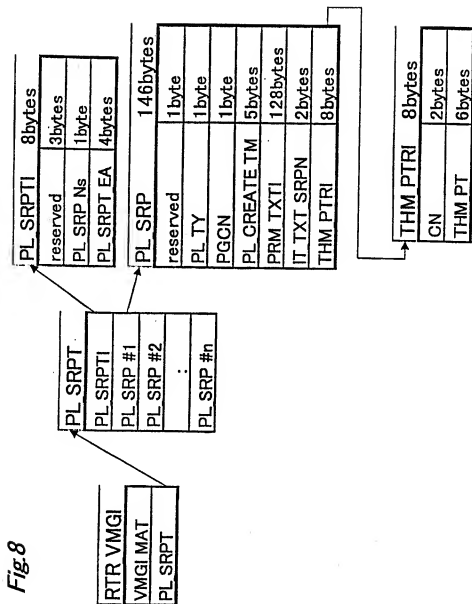 Fig.8
RTR VMGI
VMGI MAT
PL SRPT
PL SRPT
PL SRPTI
PL SRP #1
PL SRP #2
:
PL SRP #n
PL SRPTI 8bytes
reserved 3bytes
PL SRP Ns 1byte
PL SRPT EA 4bytes
PL SRP 146bytes
reserved 1byte
PL TY 1byte
PGCN 1byte
PL CREATE TM 5bytes
PRM TXTI 128bytes
IT TXT SRPN 2bytes
THM PTRI 8bytes
THM PTRI 8bytes
CN 2bytes
THM PT 6bytes